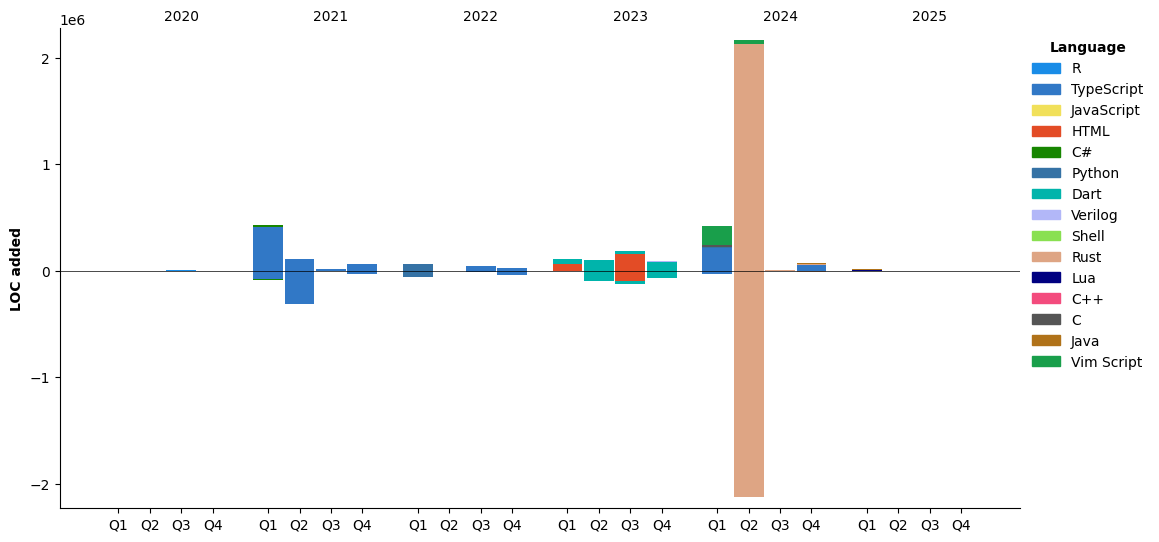 1e6
2020 2021 2022 2023 2024 2025
LOC added
2
1
0
−1
−2
Q1 Q2 Q3 Q4 Q1 Q2 Q3 Q4 Q1 Q2 Q3 Q4 Q1 Q2 Q3 Q4 Q1 Q2 Q3 Q4 Q1 Q2 Q3 Q4
Language
R
TypeScript
JavaScript
HTML
C#
Python
Dart
Verilog
Shell
Rust
Lua
C++
C
Java
Vim Script